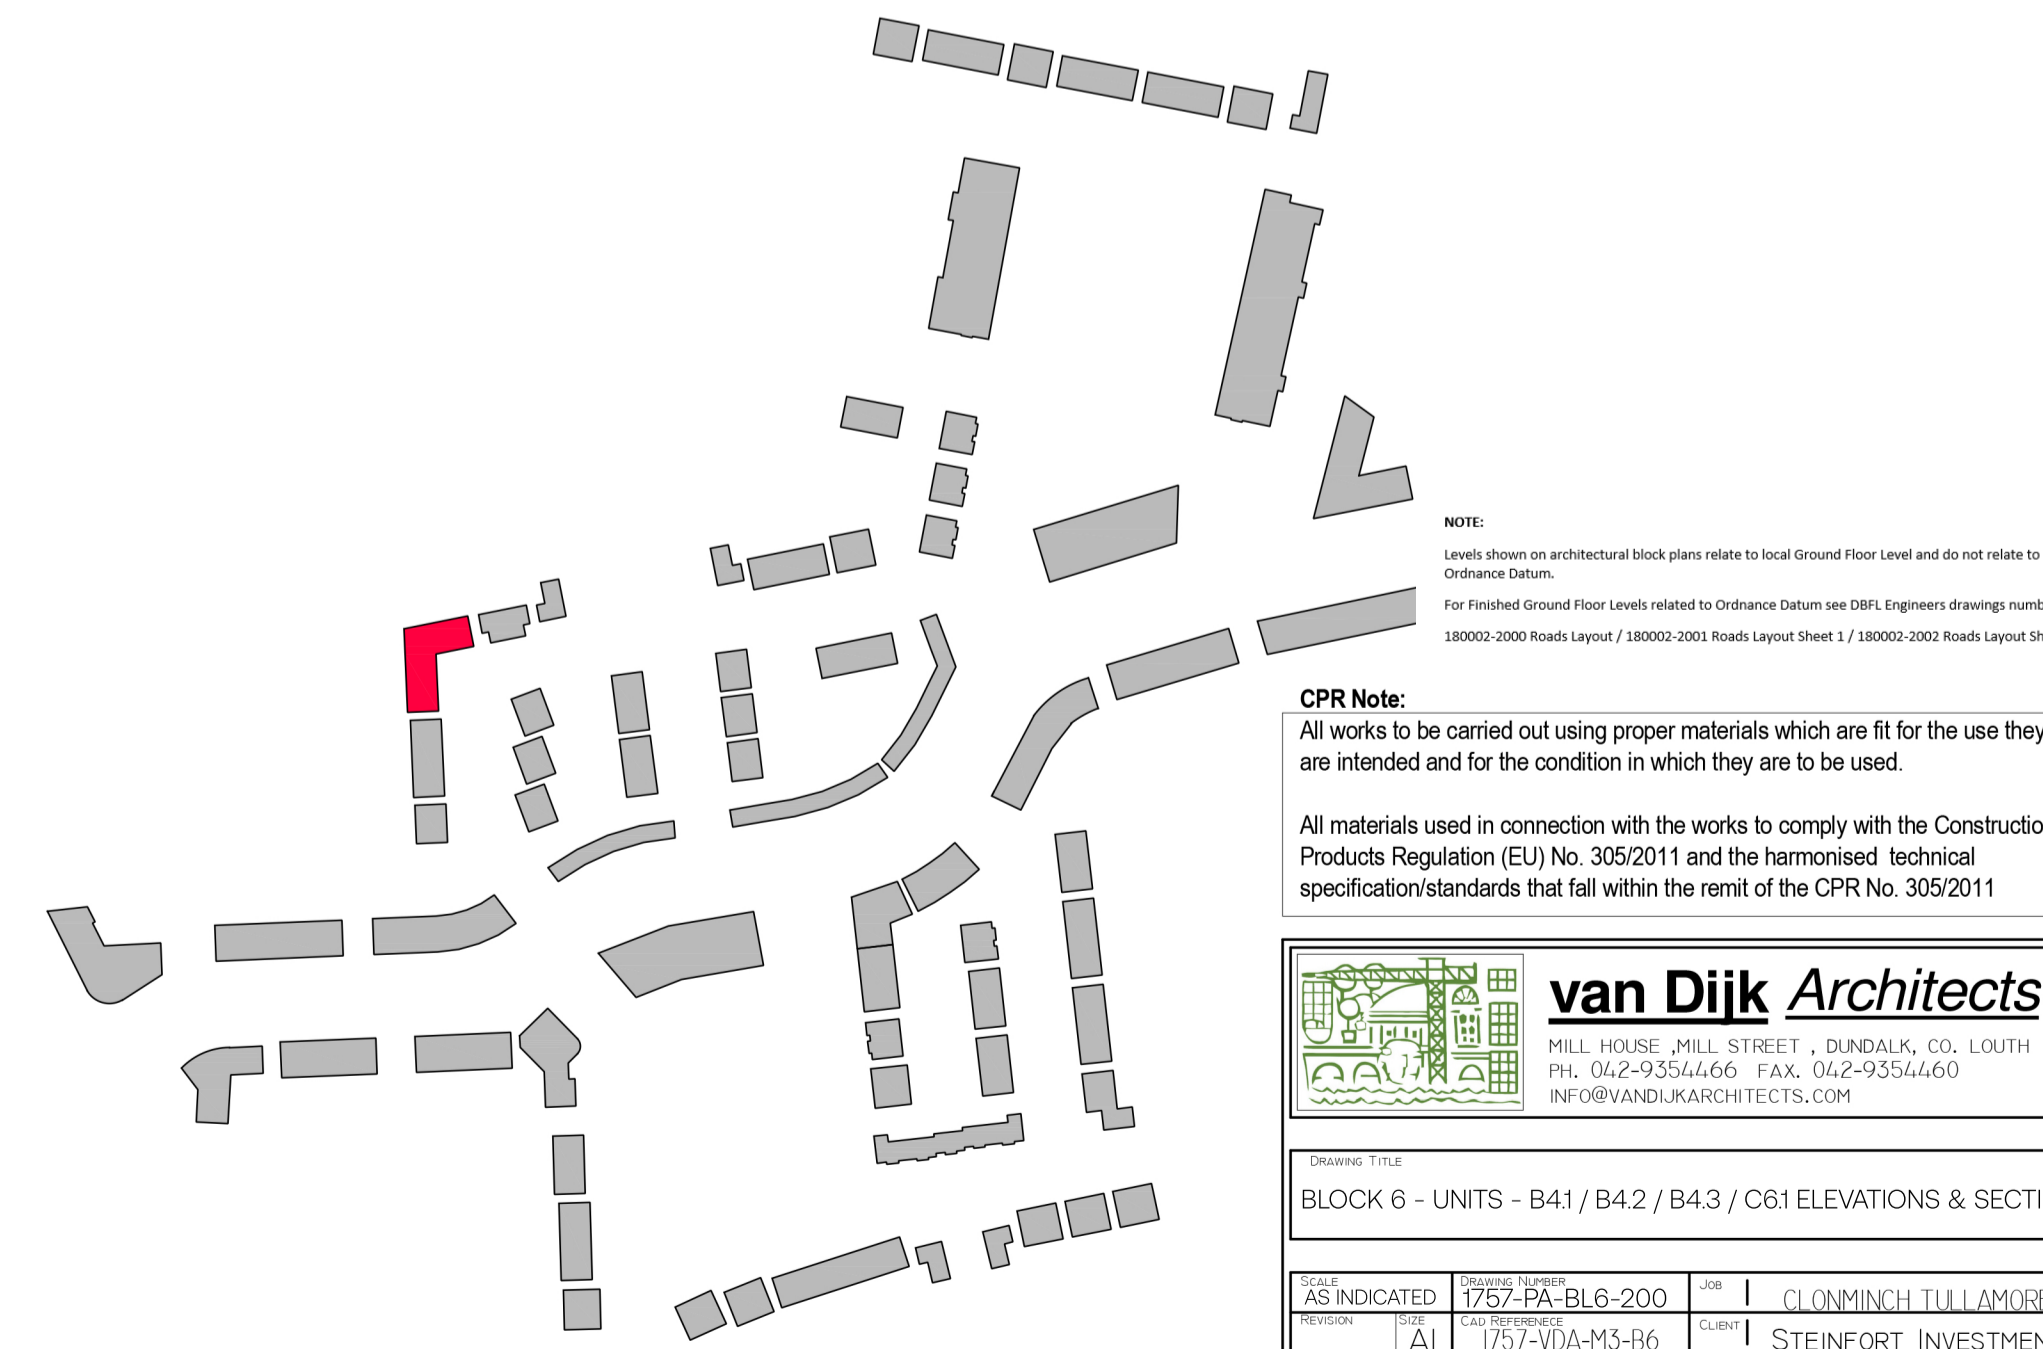 NOTE:
Levels shown on architectural block plans relate to local Ground Floor Level and do not relate to
Ordnance Datum.
For Finished Ground Floor Levels related to Ordnance Datum see DBFL Engineers drawings numb
180002-2000 Roads Layout / 180002-2001 Roads Layout Sheet 1 / 180002-2002 Roads Layout Sh
CPR Note:
All works to be carried out using proper materials which are fit for the use they
are intended and for the condition in which they are to be used.
All materials used in connection with the works to comply with the Constructio
Products Regulation (EU) No. 305/2011 and the harmonised technical
specification/standards that fall within the remit of the CPR No. 305/2011
van Dijk Architects
MILL HOUSE ,MILL STREET , DUNDALK, CO. LOUTH
PH. 042-9354466 FAX. 042-9354460
INFO@VANDIJKARCHITECTS.COM
DRAWING TITLE
BLOCK 6 - UNITS - B4.1 / B4.2 / B4.3 / C6.1 ELEVATIONS & SECTI
SCALE
AS INDICATED
DRAWING NUMBER
1757-PA-BL6-200
JOB
CLONMINCH TULLAMORE
REVISION
SIZE
A1
CAD REFERENECE
1757-VDA-M3-B6
CLIENT
STEINFORT INVESTMEN